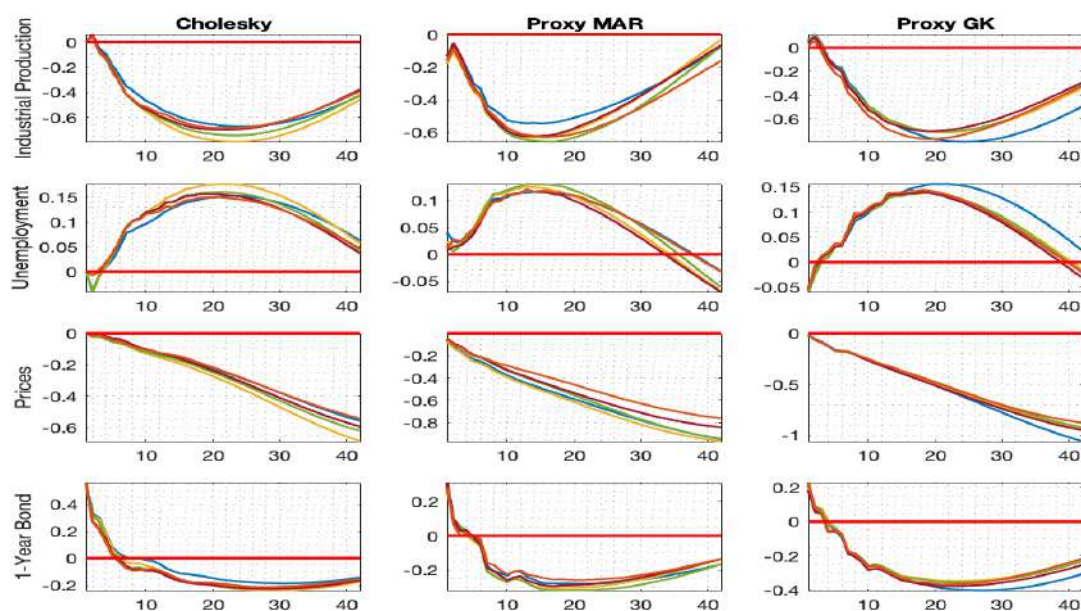 Cholesky Proxy MAR Proxy GK
Industrial Production
0 -0.2 -0.4 -0.6
10 20 30 40
0 -0.2 -0.4 -0.6
10 20 30 40
0 -0.2 -0.4 -0.6
10 20 30 40
Unemployment
0.15 0.1 0.05 0
10 20 30 40
0.1 0.05 0 -0.05
10 20 30 40
0.15 0.1 0.05 0 -0.05
10 20 30 40
Prices
0 -0.2 -0.4 -0.6
10 20 30 40
0 -0.2 -0.4 -0.6 -0.8
10 20 30 40
0 -0.5 -1
10 20 30 40
1-Year Bond
0.4 0.2 0 -0.2
10 20 30 40
0.2 0 -0.2
10 20 30 40
0.2 0 -0.2 -0.4
10 20 30 40